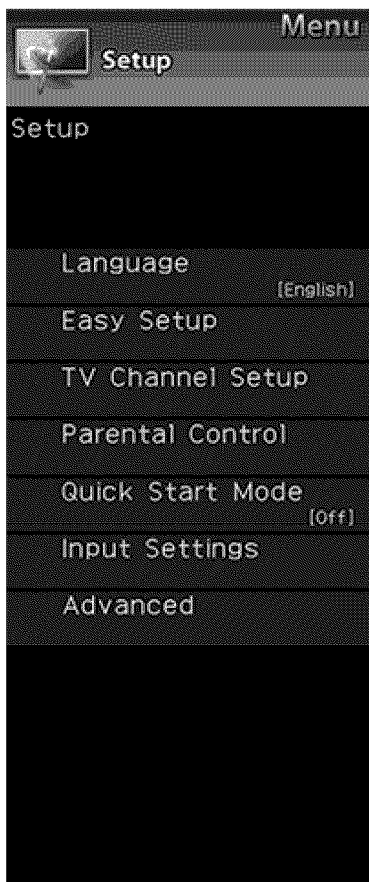 Menu
Setup
Setup
Language
[English]
Easy Setup
TV Channel Setup
Parental Control
Quick Start Mode
[Off]
Input Settings
Advanced